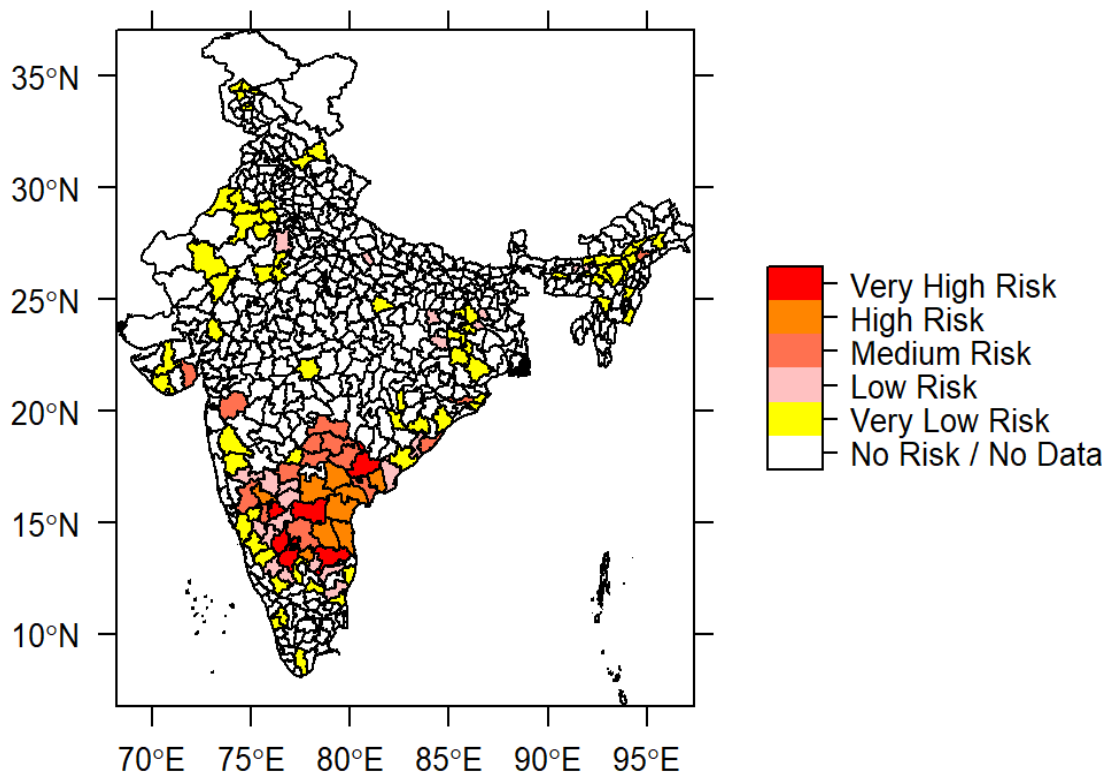 35°N
30°N
25°N
20°N
15°N
10°N
70°E 75°E 80°E 85°E 90°E 95°E
Very High Risk
High Risk
Medium Risk
Low Risk
Very Low Risk
No Risk / No Data